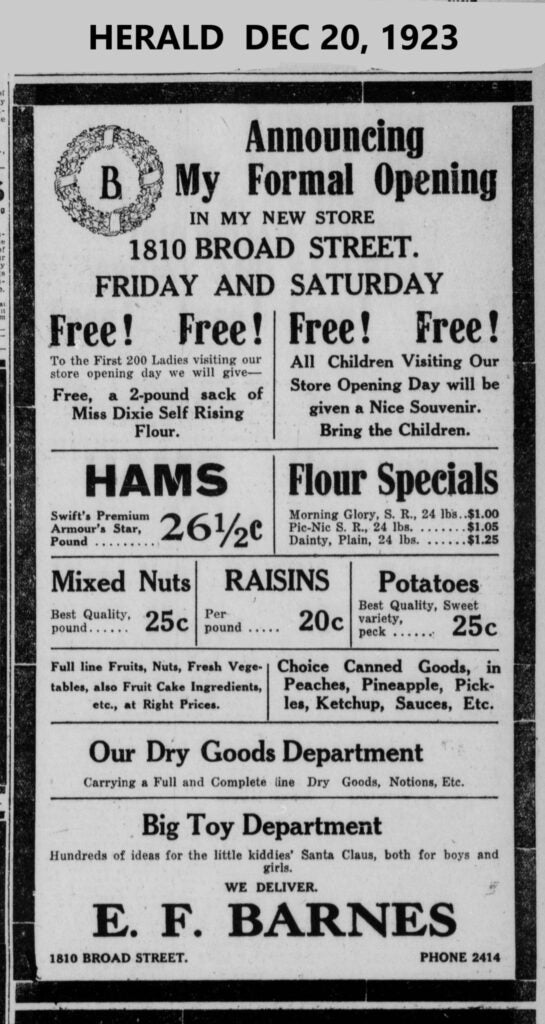 HERALD DEC 20, 1923
B
Announcing
My Formal Opening
IN MY NEW STORE
1810 BROAD STREET.
FRIDAY AND SATURDAY
Free! Free!
To the First 200 Ladies visiting our
store opening day we will give—
Free, a 2-pound sack of
Miss Dixie Self Rising
Flour.
Free! Free!
All Children Visiting Our
Store Opening Day will be
given a Nice Souvenir.
Bring the Children.
HAMS
Swift's Premium
Armour's Star,
Pound ......... 26½c
Flour Specials
Morning Glory, S. R., 24 lbs..$1.00
Pic-Nic S. R., 24 lbs. ........$1.05
Dainty, Plain, 24 lbs. ......$1.25
Mixed Nuts
Best Quality,
pound...... 25c
RAISINS
Per
pound ..... 20c
Potatoes
Best Quality, Sweet
variety,
peck ...... 25c
Full line Fruits, Nuts, Fresh Vege-
tables, also Fruit Cake Ingredients,
etc., at Right Prices.
Choice Canned Goods, in
Peaches, Pineapple, Pick-
les, Ketchup, Sauces, Etc.
Our Dry Goods Department
Carrying a Full and Complete line Dry Goods, Notions, Etc.
Big Toy Department
Hundreds of ideas for the little kiddies' Santa Claus, both for boys and
girls.
WE DELIVER.
E. F. BARNES
1810 BROAD STREET. PHONE 2414